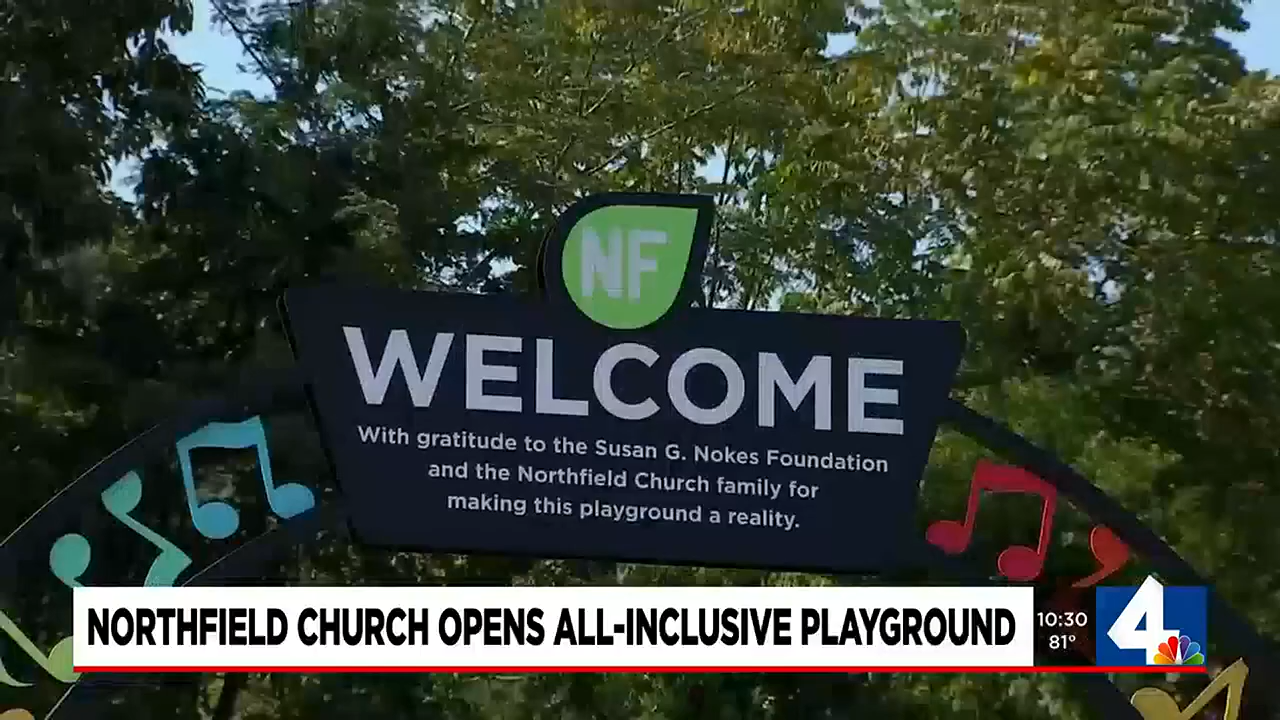 NF
WELCOME
With gratitude to the Susan G. Nokes Foundation
and the Northfield Church family for
making this playground a reality.
NORTHFIELD CHURCH OPENS ALL-INCLUSIVE PLAYGROUND
10:30
81°
4